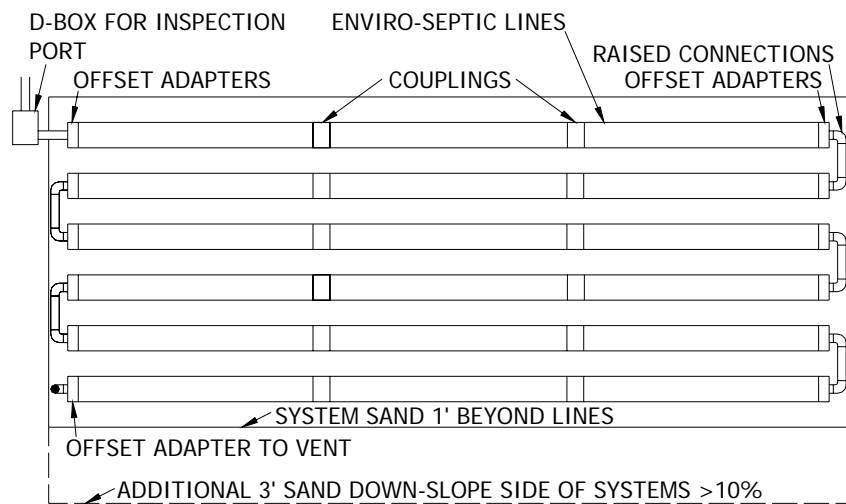 D-BOX FOR INSPECTION
PORT
ENVIRO-SEPTIC LINES
RAISED CONNECTIONS
OFFSET ADAPTERS
COUPLINGS
OFFSET ADAPTERS
SYSTEM SAND 1' BEYOND LINES
OFFSET ADAPTER TO VENT
ADDITIONAL 3' SAND DOWN-SLOPE SIDE OF SYSTEMS >10%